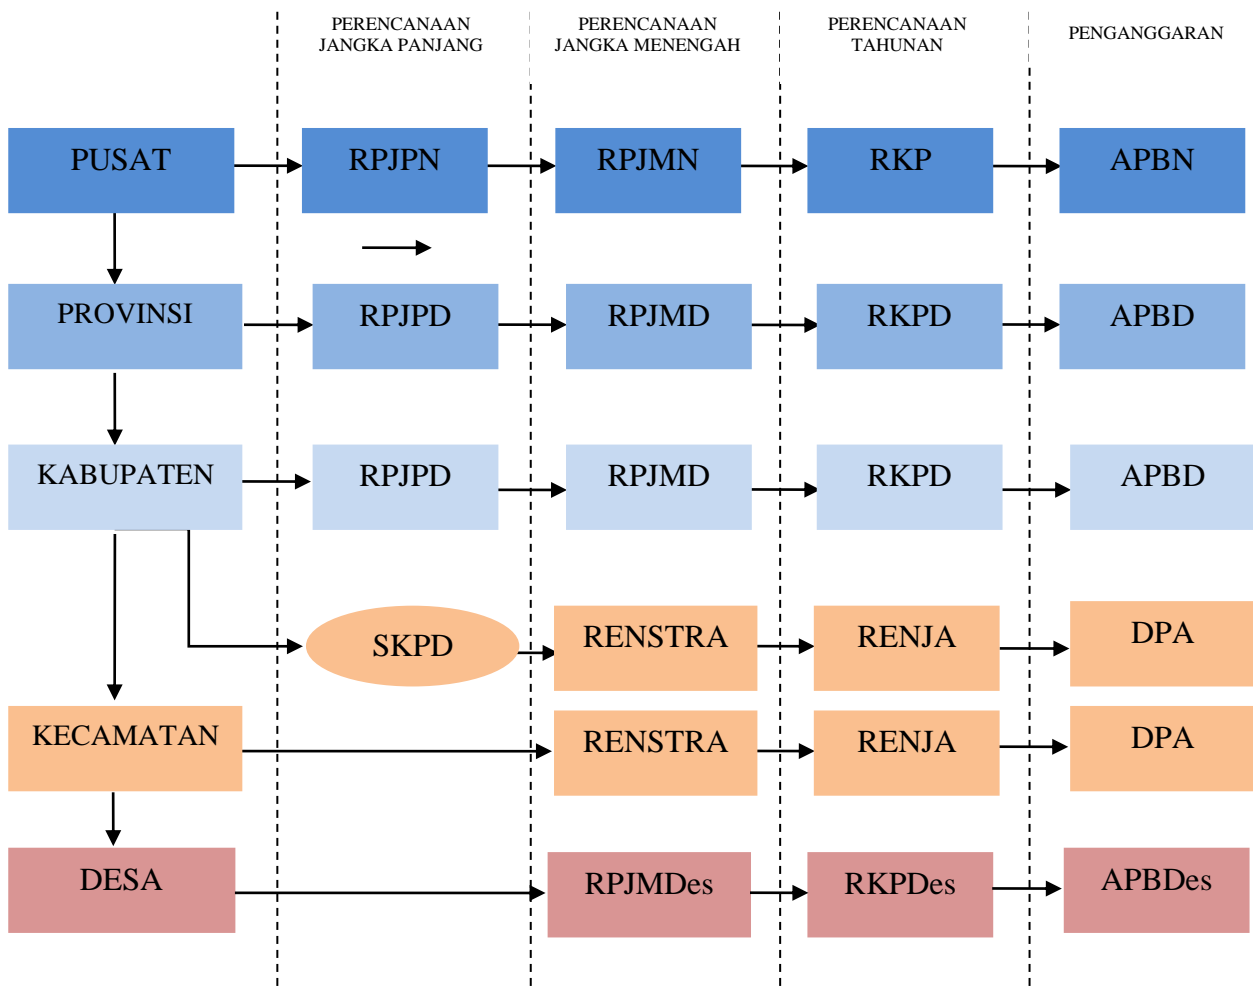 PERENCANAAN
JANGKA PANJANG
PERENCANAAN
JANGKA MENENGAH
PERENCANAAN
TAHUNAN
PENGANGGARAN
PUSAT
RPJPN
RPJMN
RKP
APBN
PROVINSI
RPJPD
RPJMD
RKPD
APBD
KABUPATEN
RPJPD
RPJMD
RKPD
APBD
SKPD
RENSTRA
RENJA
DPA
KECAMATAN
RENSTRA
RENJA
DPA
DESA
RPJMDes
RKPDes
APBDes